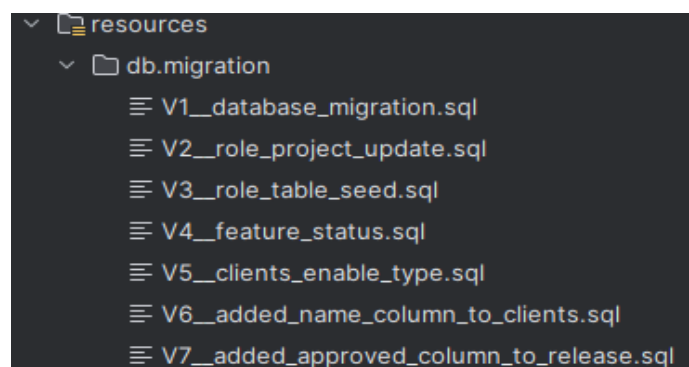 resources
db.migration
V1__database_migration.sql
V2__role_project_update.sql
V3__role_table_seed.sql
V4__feature_status.sql
V5__clients_enable_type.sql
V6__added_name_column_to_clients.sql
V7__added_approved_column_to_release.sql